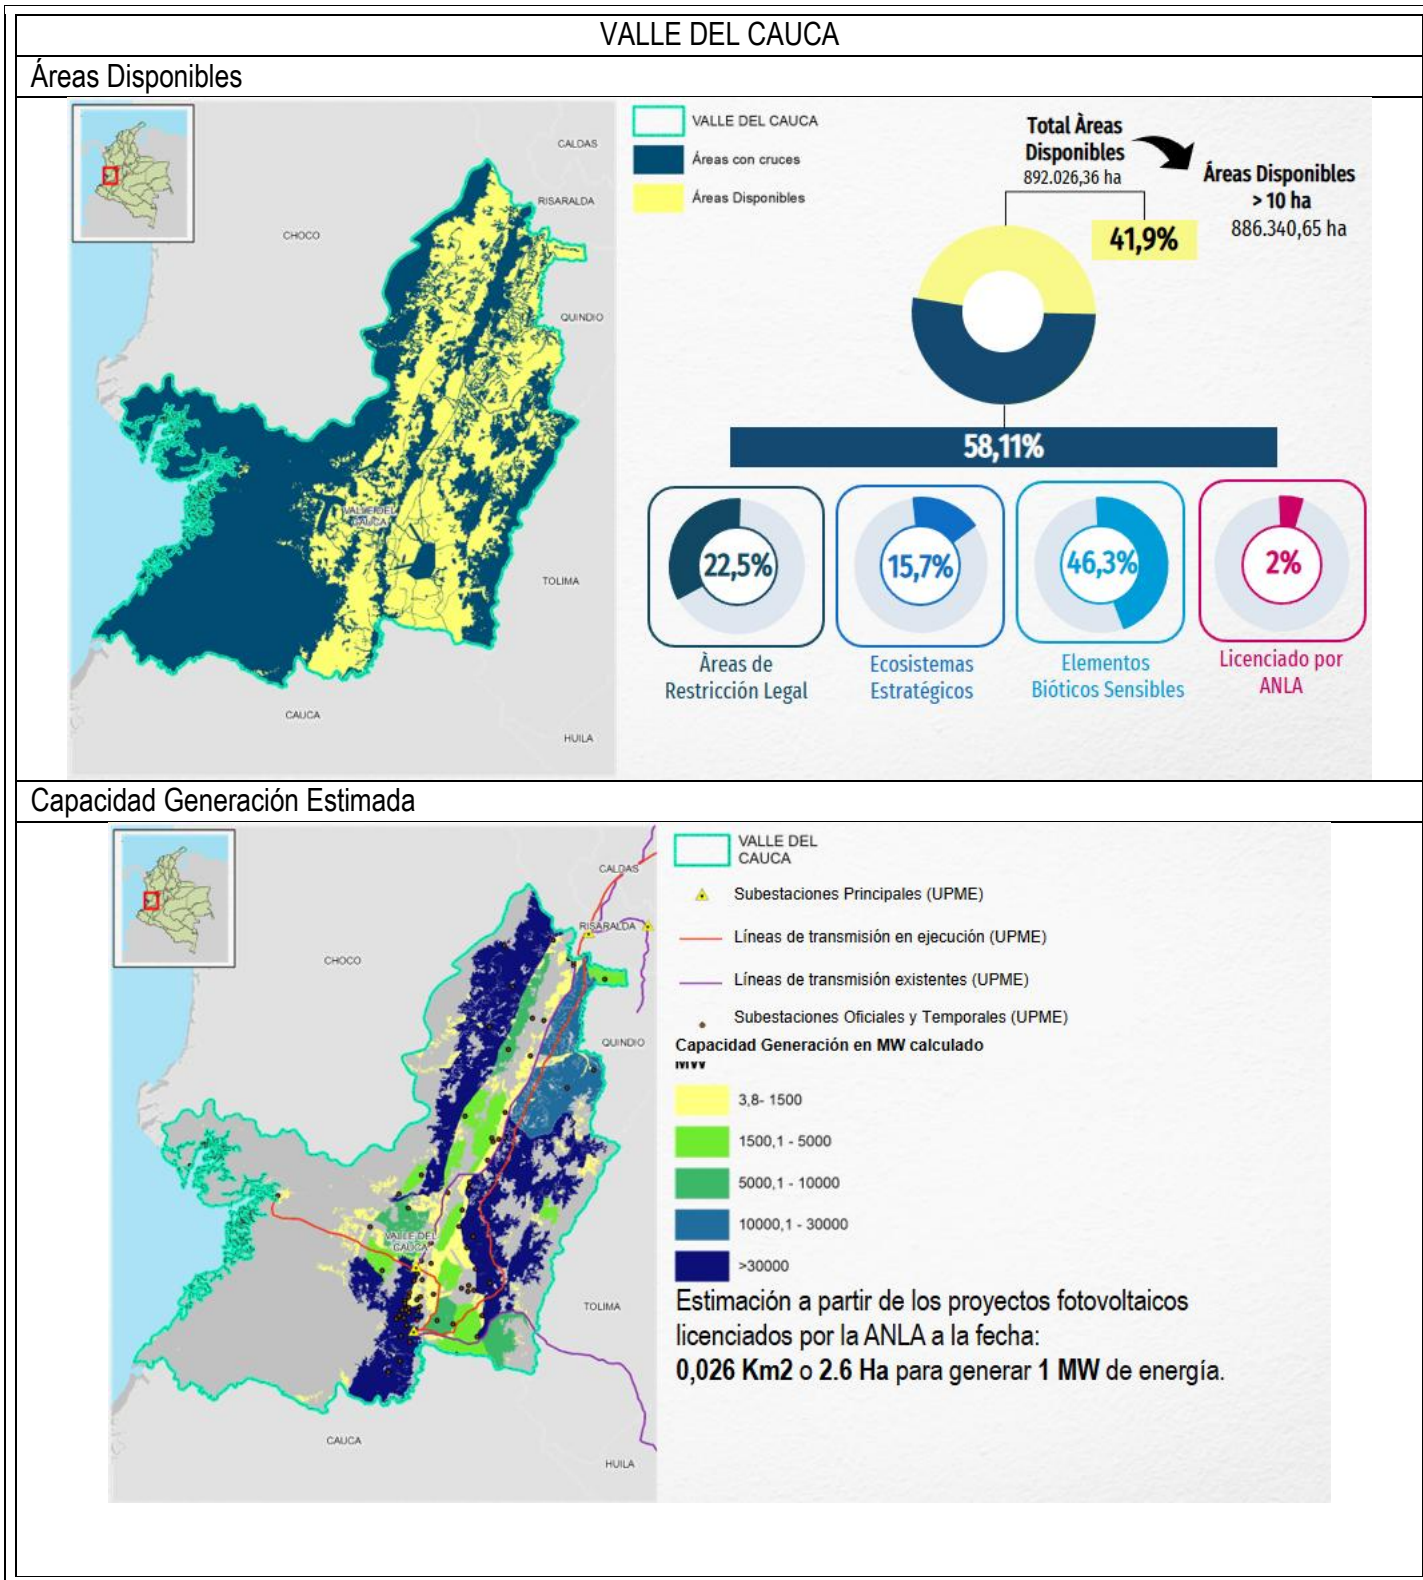 VALLE DEL CAUCA
Áreas Disponibles
CALDAS
RISARALDA
CHOCO
QUINDIO
VALLE DEL
CAUCA
TOLIMA
CAUCA
HUILA
VALLE DEL CAUCA
Áreas con cruces
Áreas Disponibles
Total Àreas
Disponibles
892.026,36 ha
Áreas Disponibles
> 10 ha
886.340,65 ha
41,9%
58,11%
22,5%
15,7%
46,3%
2%
Àreas de
Restricción Legal
Ecosistemas
Estratégicos
Elementos
Bióticos Sensibles
Licenciado por
ANLA
Capacidad Generación Estimada
CALDAS
RISARALDA
CHOCO
QUINDIO
VALLE DEL
CAUCA
TOLIMA
CAUCA
HUILA
VALLE DEL
CAUCA
Subestaciones Principales (UPME)
Líneas de transmisión en ejecución (UPME)
Líneas de transmisión existentes (UPME)
Subestaciones Oficiales y Temporales (UPME)
Capacidad Generación en MW calculado
3,8- 1500
1500,1 - 5000
5000,1 - 10000
10000,1 - 30000
>30000
Estimación a partir de los proyectos fotovoltaicos
licenciados por la ANLA a la fecha:
0,026 Km2 o 2.6 Ha para generar 1 MW de energía.